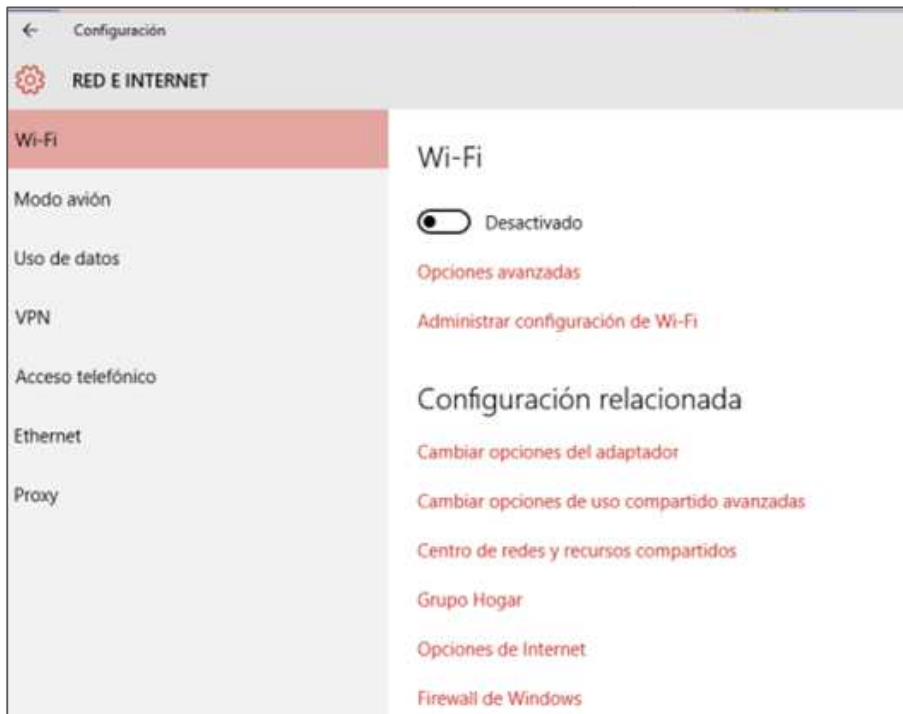 Configuración
RED E INTERNET
Wi-Fi
Modo avión
Uso de datos
VPN
Acceso telefónico
Ethernet
Proxy
Wi-Fi
Desactivado
Opciones avanzadas
Administrar configuración de Wi-Fi
Configuración relacionada
Cambiar opciones del adaptador
Cambiar opciones de uso compartido avanzadas
Centro de redes y recursos compartidos
Grupo Hogar
Opciones de Internet
Firewall de Windows